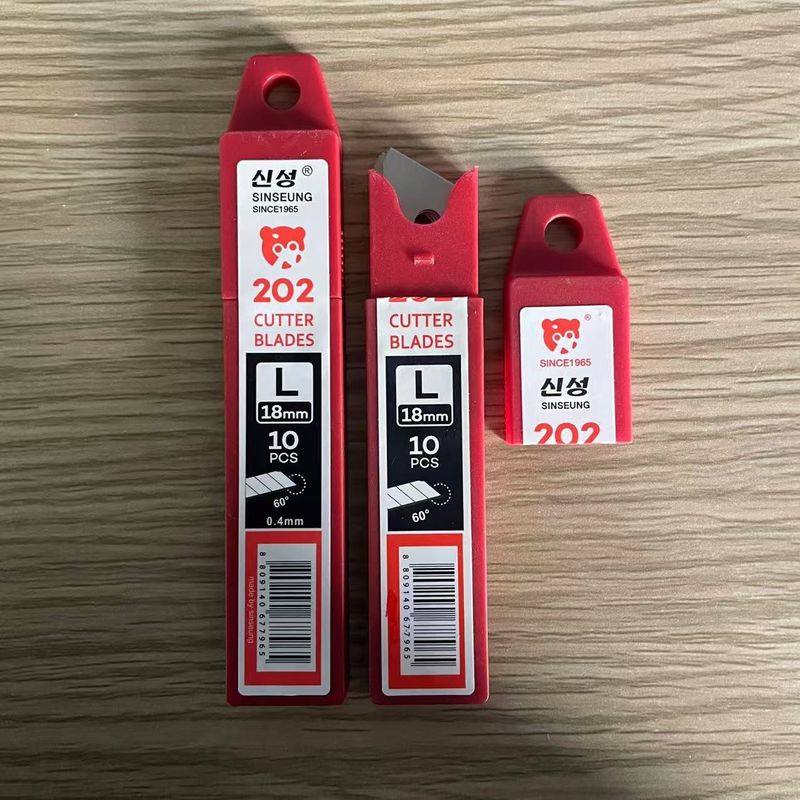 신성®
SINSEUNG
SINCE1965
202
CUTTER
BLADES
L
18mm
10
PCS
60°
0.4mm
8 809140 677965
made by sinseung
202
CUTTER
BLADES
L
18mm
10
PCS
60°
8 809140 677965
®
SINCE1965
신성
SINSEUNG
202